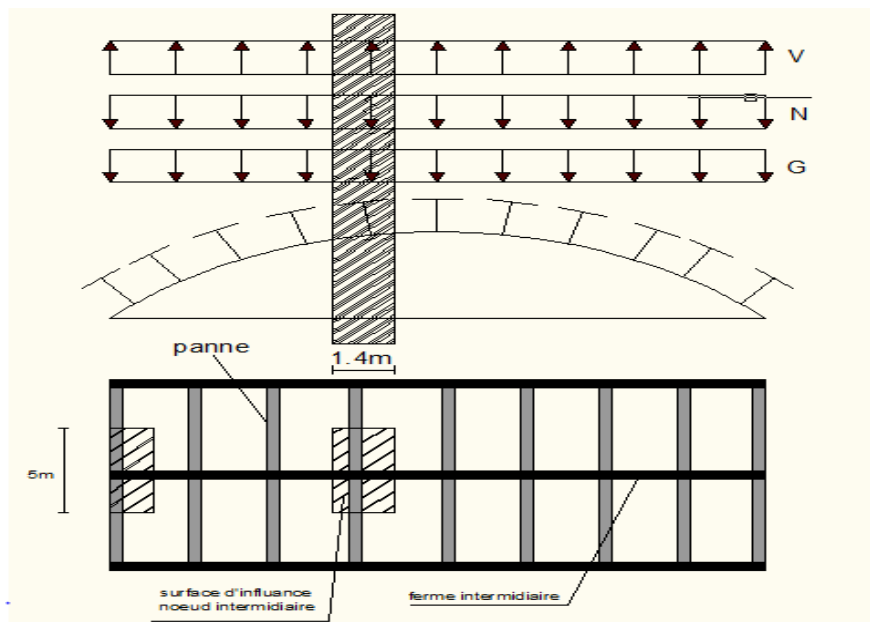 V
N
G
panne
1.4m
5m
surface d'influance
noeud intermidiaire
ferme intermidiaire